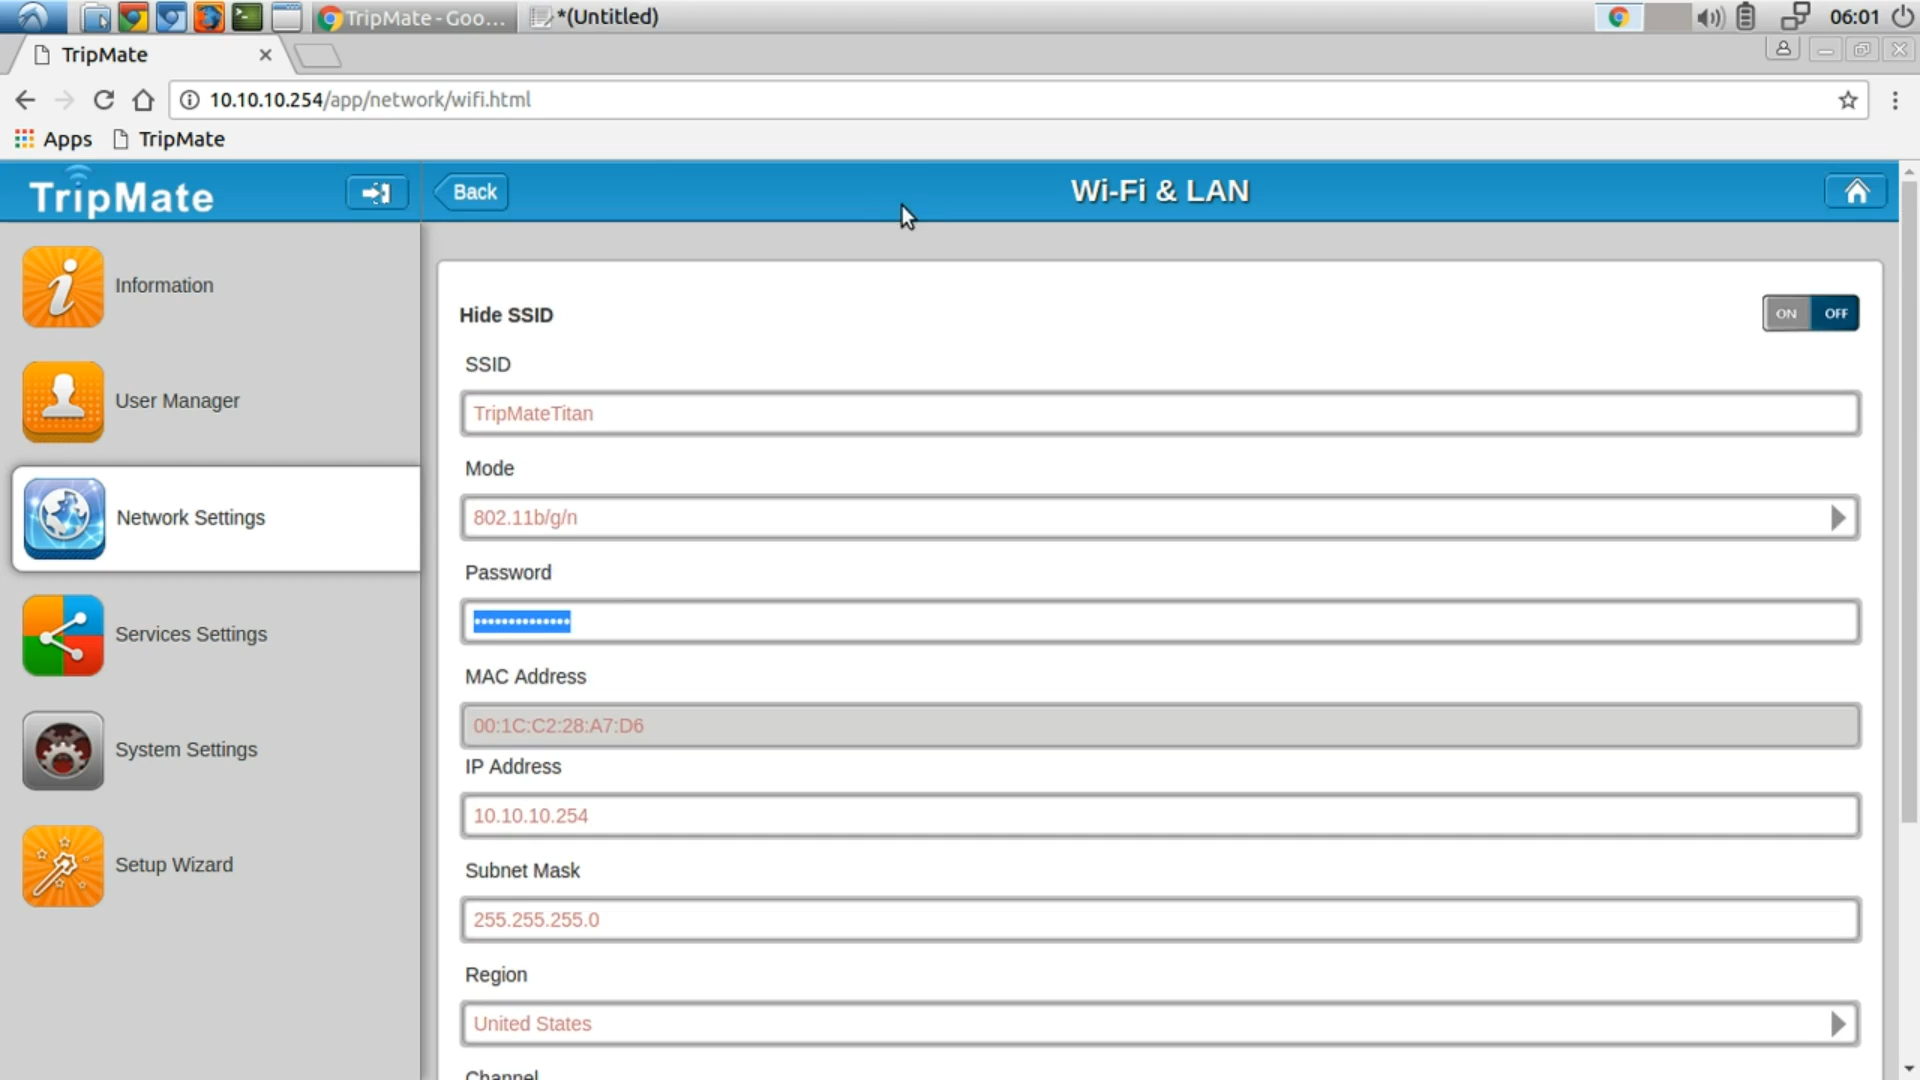 TripMate - Goo...
*(Untitled)
06:01
TripMate
10.10.10.254/app/network/wifi.html
Apps
TripMate
TripMate
Back
Wi-Fi & LAN
Information
User Manager
Network Settings
Services Settings
System Settings
Setup Wizard
Hide SSID
ON OFF
SSID
TripMateTitan
Mode
802.11b/g/n
Password
••••••••••••••
MAC Address
00:1C:C2:28:A7:D6
IP Address
10.10.10.254
Subnet Mask
255.255.255.0
Region
United States
Channel